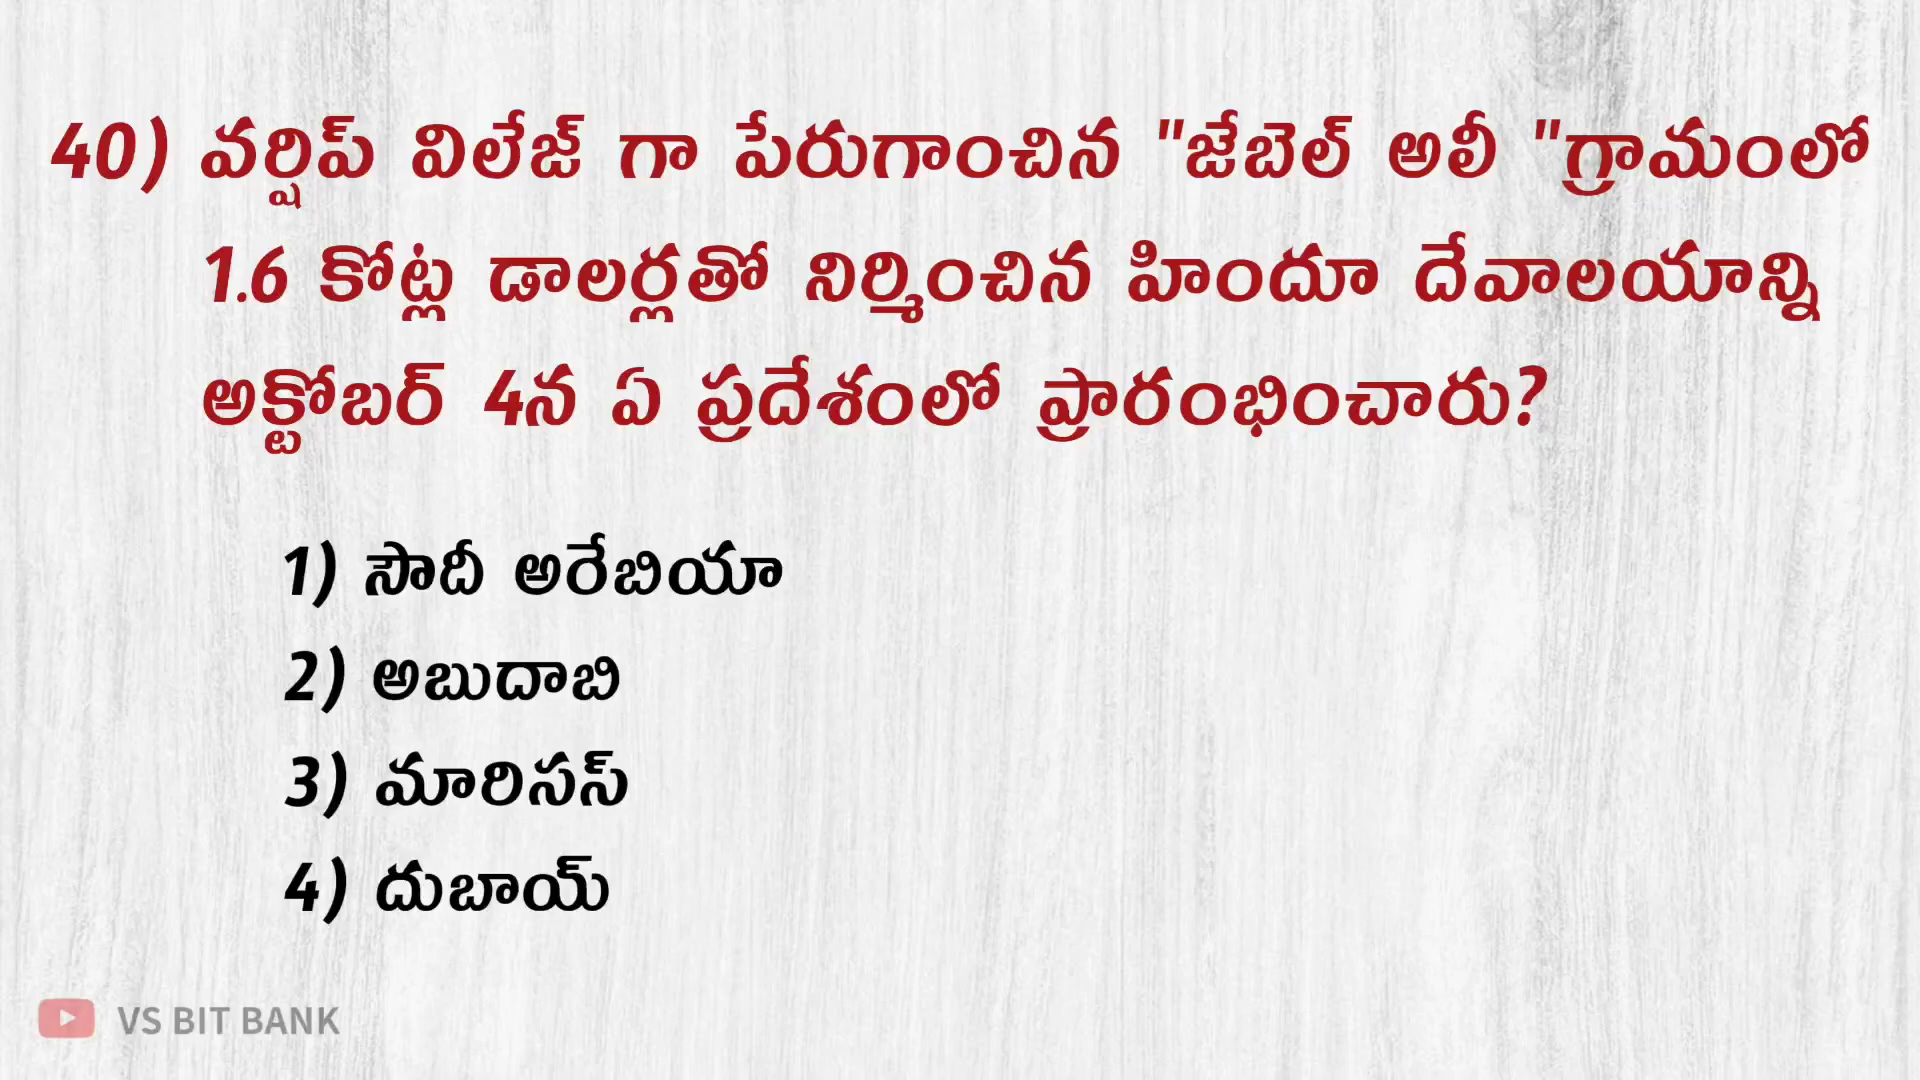 40) వర్షిప్ విలేజ్ గా పేరుగాంచిన "జేబెల్ అలీ "గ్రామంలో
1.6 కోట్ల డాలర్లతో నిర్మించిన హిందూ దేవాలయాన్ని
అక్టోబర్ 4న ఏ ప్రదేశంలో ప్రారంభించారు?
1) సౌదీ అరేబియా
2) అబుదాబి
3) మారిసస్
4) దుబాయ్
VS BIT BANK